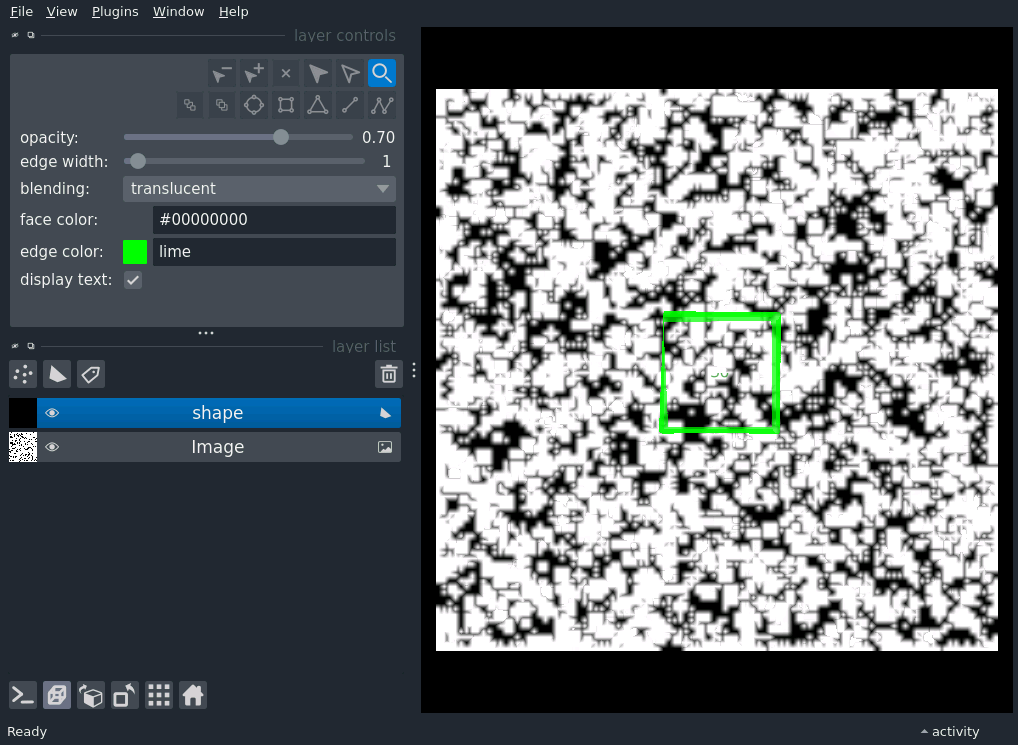 File View Plugins Window Help
layer controls
opacity: 0.70
edge width: 1
blending: translucent
face color: #00000000
edge color: lime
display text:
layer list
shape
Image
Ready
activity